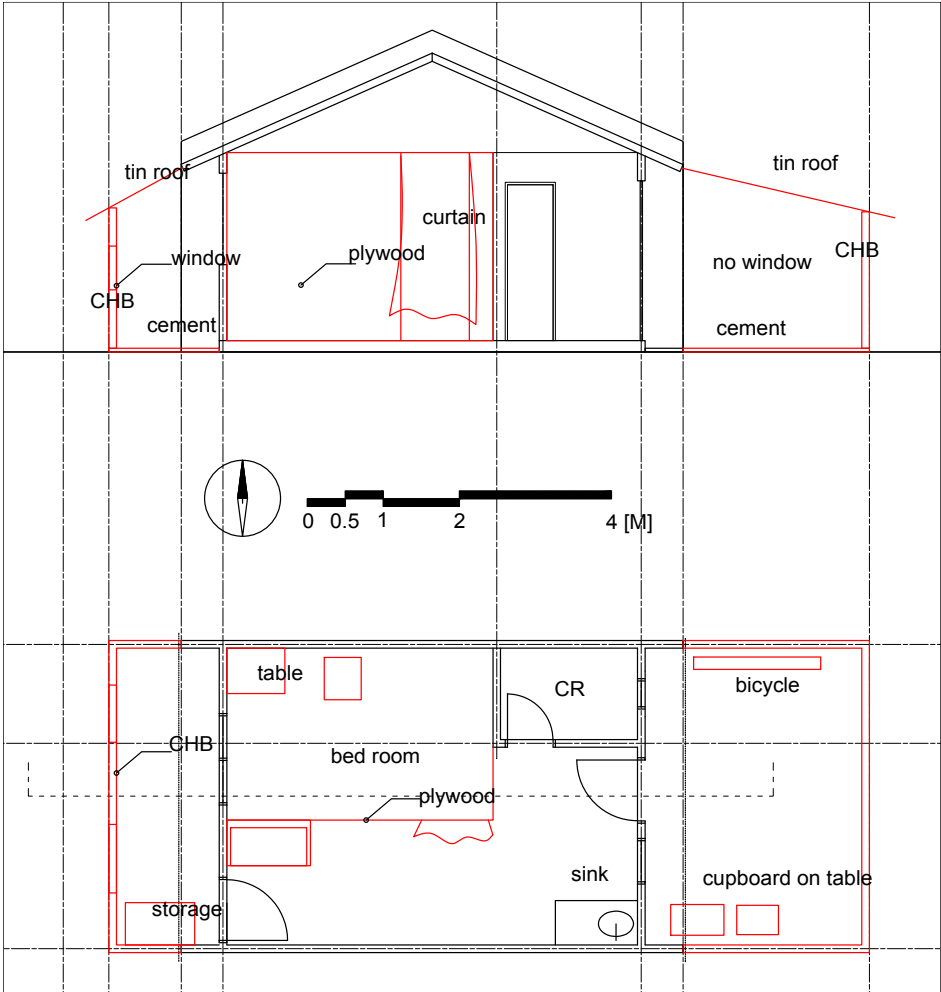 tin roof
tin roof
curtain
window
plywood
CHB
no window
CHB
cement
cement
0 0.5 1 2 4 [M]
table
CR
bicycle
CHB
bed room
plywood
sink
cupboard on table
storage